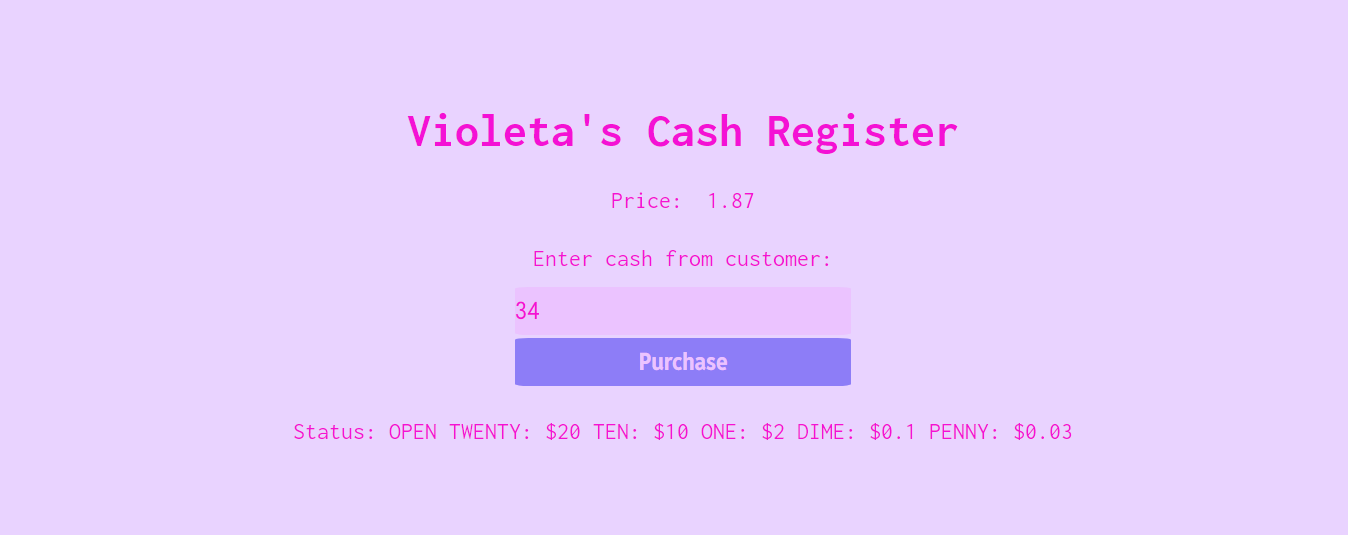 Violeta's Cash Register
Price:  1.87
Enter cash from customer:
34
Purchase
Status: OPEN TWENTY: $20 TEN: $10 ONE: $2 DIME: $0.1 PENNY: $0.03